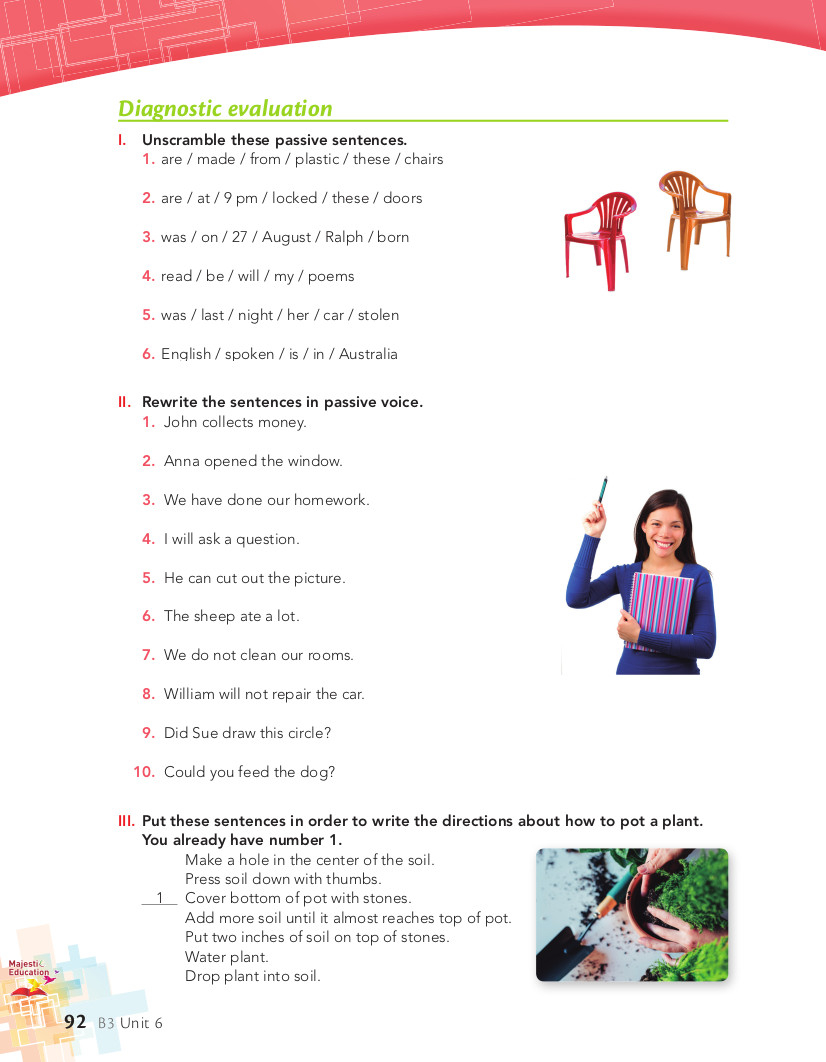 Diagnostic evaluation
I. Unscramble these passive sentences.
1. are / made / from / plastic / these / chairs
2. are / at / 9 pm / locked / these / doors
3. was / on / 27 / August / Ralph / born
4. read / be / will / my / poems
5. was / last / night / her / car / stolen
6. English / spoken / is / in / Australia
II. Rewrite the sentences in passive voice.
1. John collects money.
2. Anna opened the window.
3. We have done our homework.
4. I will ask a question.
5. He can cut out the picture.
6. The sheep ate a lot.
7. We do not clean our rooms.
8. William will not repair the car.
9. Did Sue draw this circle?
10. Could you feed the dog?
III. Put these sentences in order to write the directions about how to pot a plant.
You already have number 1.
Make a hole in the center of the soil.
Press soil down with thumbs.
1 Cover bottom of pot with stones.
Add more soil until it almost reaches top of pot.
Put two inches of soil on top of stones.
Water plant.
Drop plant into soil.
Majestic
Education
92 B3 Unit 6